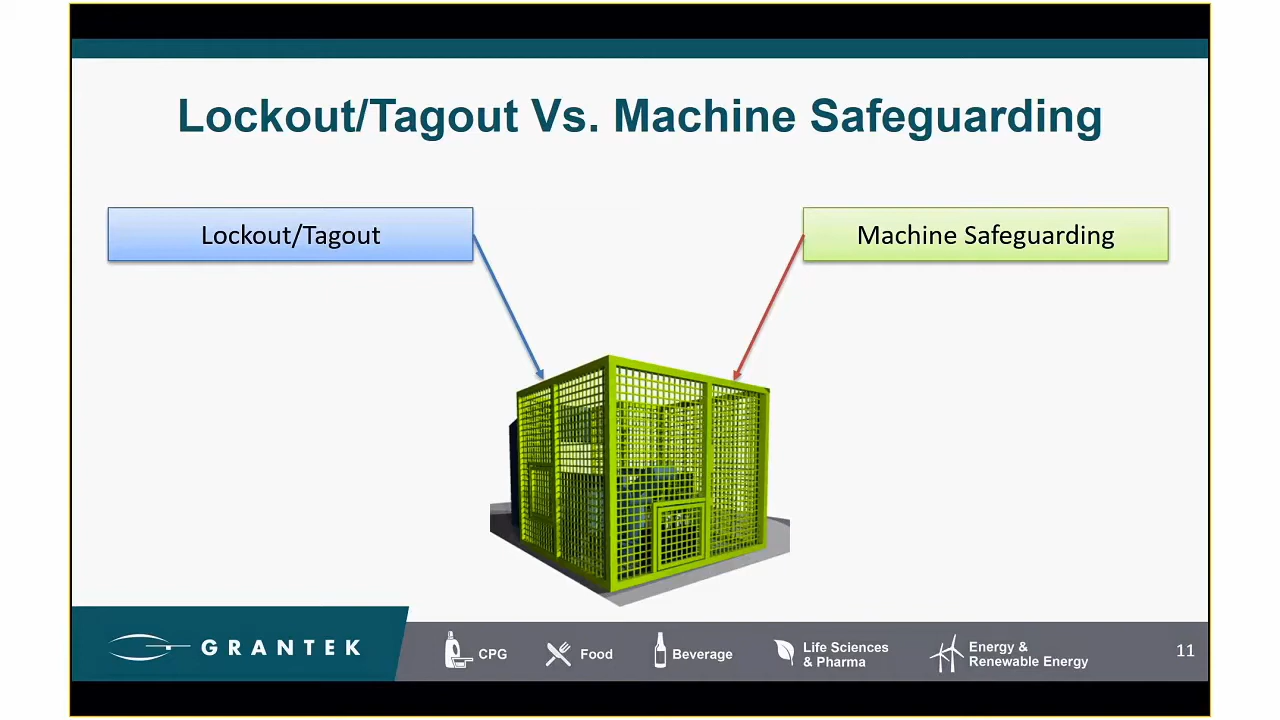 Lockout/Tagout Vs. Machine Safeguarding
Lockout/Tagout
Machine Safeguarding
GRANTEK
CPG
Food
Beverage
Life Sciences
& Pharma
Energy &
Renewable Energy
11